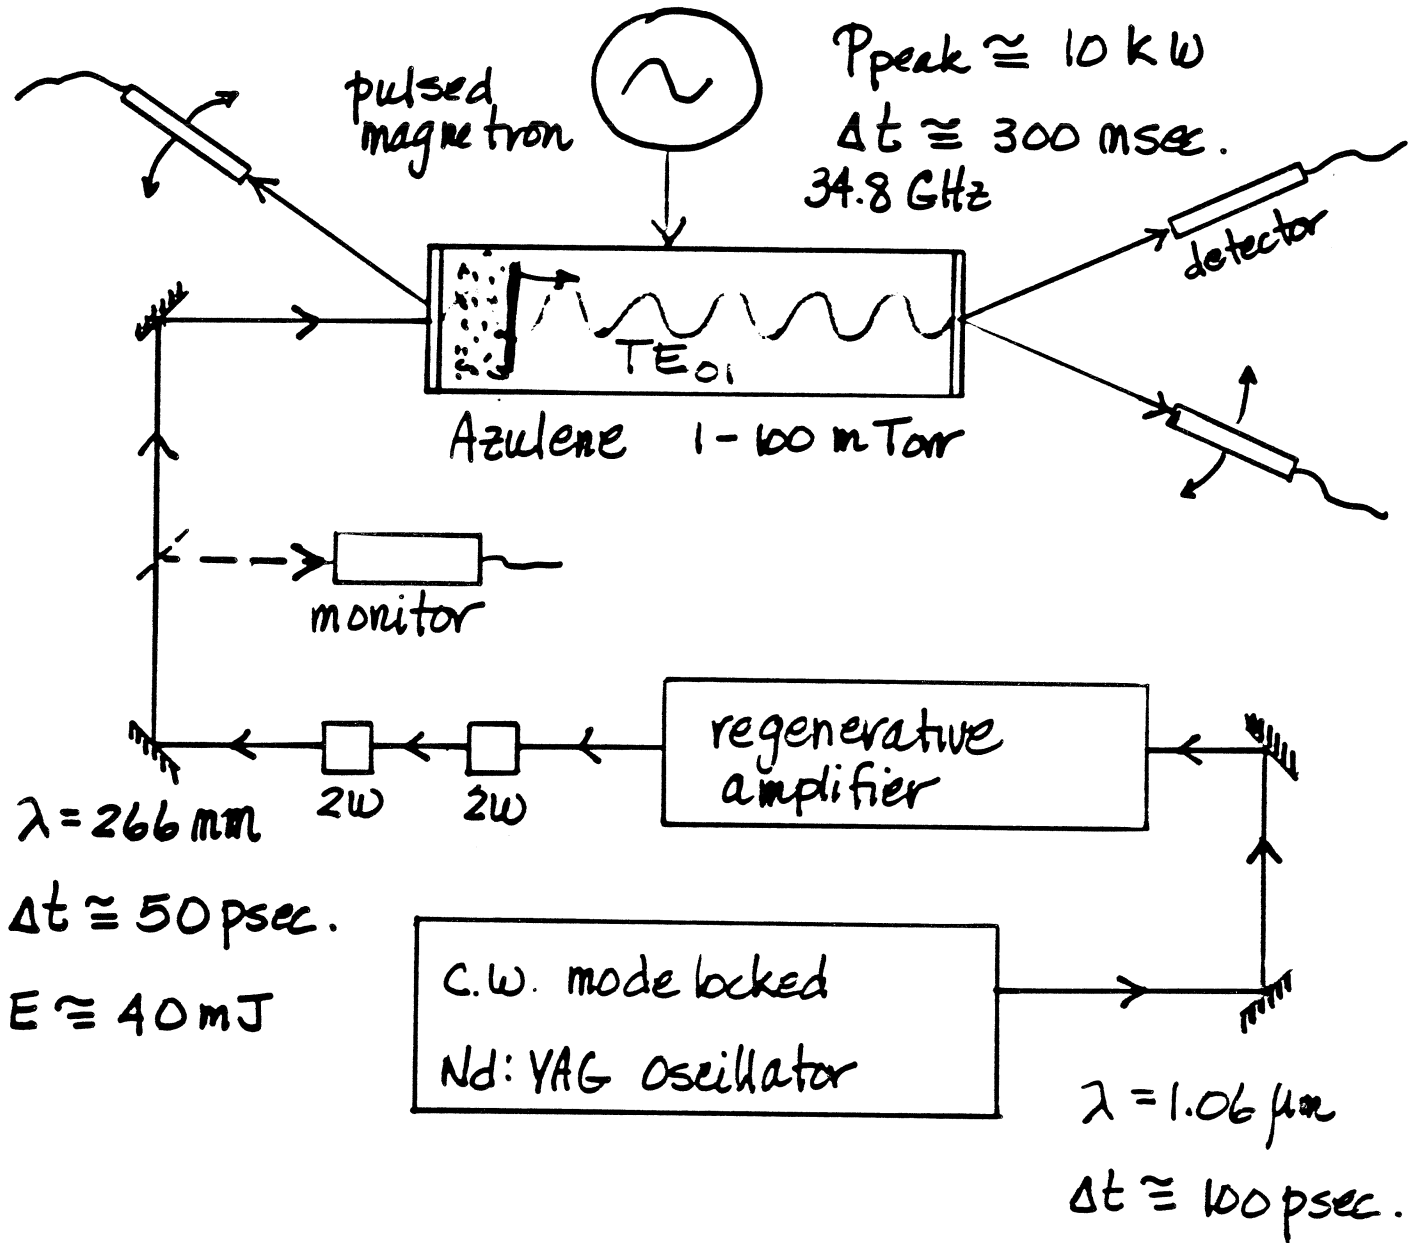 pulsed
magnetron
Ppeak ≅ 10 kW
Δt ≅ 300 nsec.
34.8 GHz
detector
TE01
Azulene 1-100 mTorr
monitor
regenerative
amplifier
2ω 2ω
λ = 266 nm
Δt ≅ 50 psec.
E ≅ 40 mJ
C.W. mode locked
Nd: YAG Oscillator
λ = 1.06 μm
Δt ≅ 100 psec.